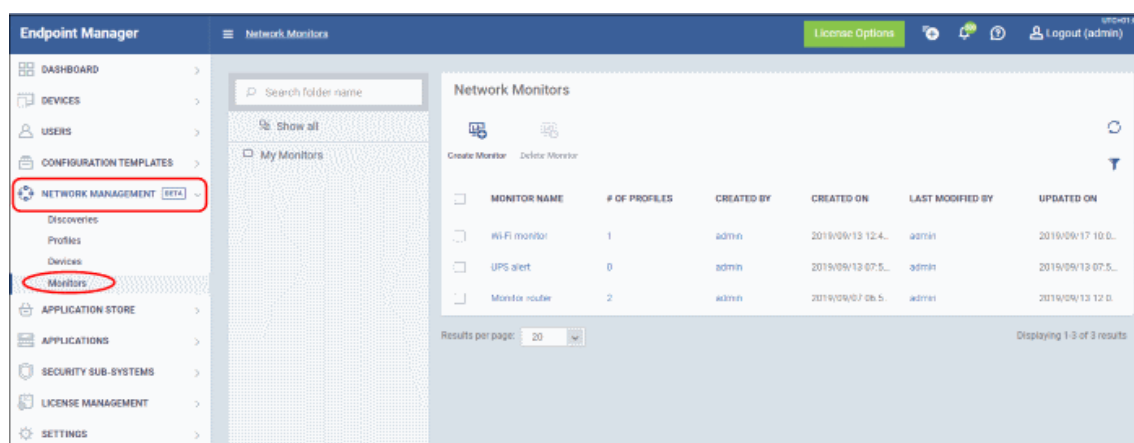 Endpoint Manager
Network Monitors
License Options
Logout (admin)
DASHBOARD
DEVICES
USERS
CONFIGURATION TEMPLATES
NETWORK MANAGEMENT BETA
Discoveries
Profiles
Devices
Monitors
APPLICATION STORE
APPLICATIONS
SECURITY SUB-SYSTEMS
LICENSE MANAGEMENT
SETTINGS
Search folder name
Show all
My Monitors
Network Monitors
Create Monitor Delete Monitor
MONITOR NAME # OF PROFILES CREATED BY CREATED ON LAST MODIFIED BY UPDATED ON
Wi-Fi monitor 1 admin 2019/09/13 12:4... admin 2019/09/17 10:0...
UPS alert 0 admin 2019/09/13 07:5... admin 2019/09/13 07:5...
Monitor router 2 admin 2019/09/07 06:5... admin 2019/09/13 12:0...
Results per page: 20 Displaying 1-3 of 3 results